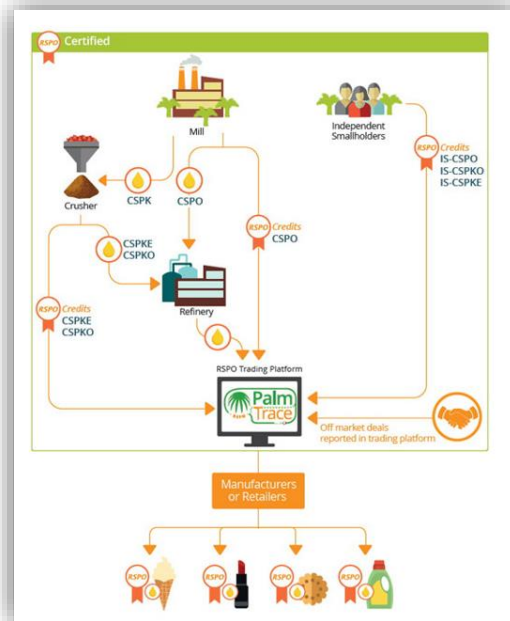 RSPO Certified
Mill
Independent
Smallholders
RSPO Credits
IS-CSPO
IS-CSPKO
IS-CSPKE
Crusher
CSPK
CSPO
RSPO Credits
CSPO
CSPKE
CSPKO
Refinery
RSPO Credits
CSPKE
CSPKO
RSPO Trading Platform
Palm
Trace
Off market deals
reported in trading platform
Manufacturers
or Retailers
RSPO
RSPO
RSPO
RSPO